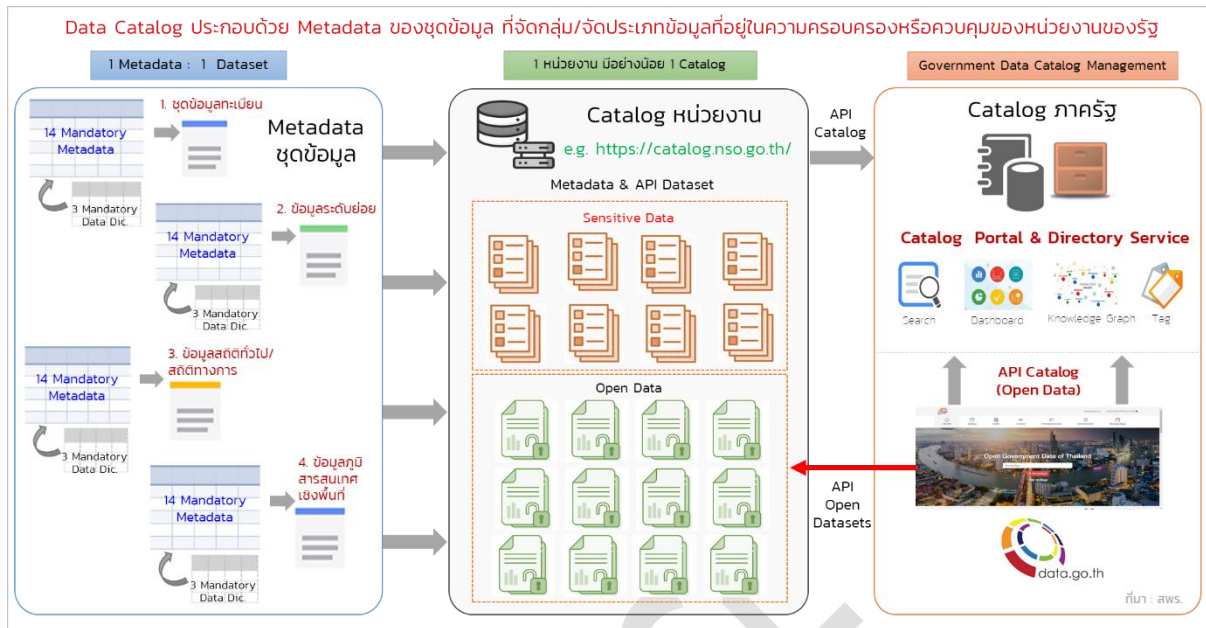 Data Catalog ประกอบด้วย Metadata ของชุดข้อมูล ที่จัดกลุ่ม/จัดประเภทข้อมูลที่อยู่ในความครอบครองหรือควบคุมของหน่วยงานของรัฐ
1 Metadata : 1 Dataset
1 หน่วยงาน มีอย่างน้อย 1 Catalog
Government Data Catalog Management
Metadata
ชุดข้อมูล
1. ชุดข้อมูลทะเบียน
14 Mandatory
Metadata
3 Mandatory
Data Dic.
2. ข้อมูลระดับย่อย
14 Mandatory
Metadata
3 Mandatory
Data Dic.
3. ข้อมูลสถิติทั่วไป/
สถิติทางการ
14 Mandatory
Metadata
3 Mandatory
Data Dic.
4. ข้อมูลภูมิ
สารสนเทศ
เชิงพื้นที่
14 Mandatory
Metadata
3 Mandatory
Data Dic.
Catalog หน่วยงาน
e.g. https://catalog.nso.go.th/
Metadata & API Dataset
Sensitive Data
Open Data
API
Catalog
API
Open
Datasets
Catalog ภาครัฐ
Catalog Portal & Directory Service
Search
Dashboard
Knowledge Graph
Tag
API Catalog
(Open Data)
Open Government Data of Thailand
data.go.th
ที่มา : สพร.